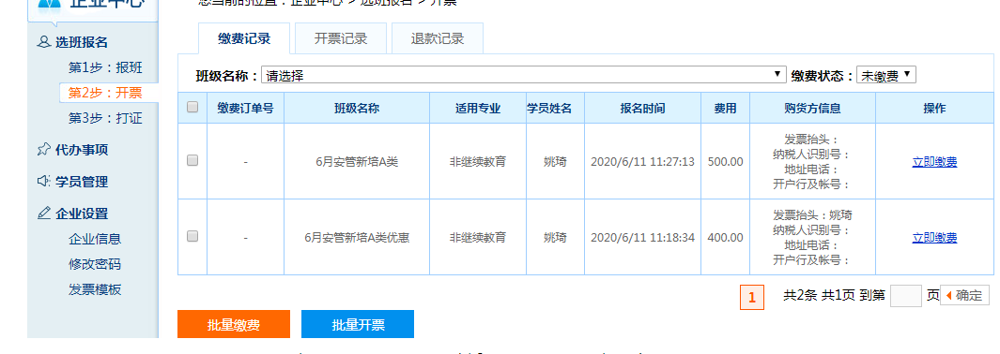 企业中心
您当前的位置：企业中心 > 选班报名 > 开票
选班报名
第1步：报班
第2步：开票
第3步：打证
代办事项
学员管理
企业设置
企业信息
修改密码
发票模板
缴费记录 开票记录 退款记录
班级名称： 请选择 缴费状态： 未缴费
缴费订单号 班级名称 适用专业 学员姓名 报名时间 费用 购货方信息 操作
- 6月安管新培A类 非继续教育 姚琦 2020/6/11 11:27:13 500.00
发票抬头：
纳税人识别号：
地址电话：
开户行及帐号：
立即缴费
- 6月安管新培A类优惠 非继续教育 姚琦 2020/6/11 11:18:34 400.00
发票抬头：姚琦
纳税人识别号：
地址电话：
开户行及帐号：
立即缴费
1 共2条 共1页 到第 页 确定
批量缴费 批量开票